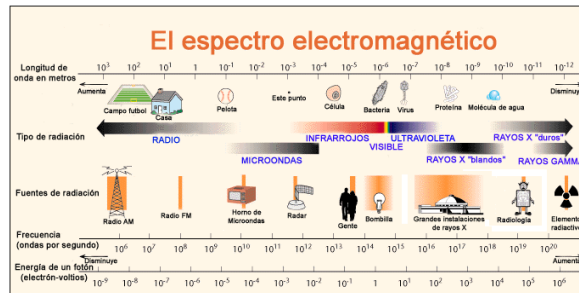 El espectro electromagnético
Longitud de
onda en metros
10³ 10² 10¹ 1 10⁻¹ 10⁻² 10⁻³ 10⁻⁴ 10⁻⁵ 10⁻⁶ 10⁻⁷ 10⁻⁸ 10⁻⁹ 10⁻¹⁰ 10⁻¹¹ 10⁻¹²
Aumenta
Disminuy
Campo futbol
Casa
Pelota
Este punto
Célula
Bacteria
Virus
Proteína
Molécula de agua
Tipo de radiación
RADIO
INFRARROJOS
VISIBLE
ULTRAVIOLETA
RAYOS X "duros"
MICROONDAS
RAYOS X "blandos"
RAYOS GAMMA
Fuentes de radiación
Radio AM
Radio FM
Horno de
Microondas
Radar
Gente
Bombilla
Grandes instalaciones
de rayos X
Radiología
Element
radiactiv
Frecuencia
(ondas por segundo)
10⁶ 10⁷ 10⁸ 10⁹ 10¹⁰ 10¹¹ 10¹² 10¹³ 10¹⁴ 10¹⁵ 10¹⁶ 10¹⁷ 10¹⁸ 10¹⁹ 10²⁰
Disminuye
Aument
Energía de un fotón
(electrón-voltios)
10⁻⁹ 10⁻⁸ 10⁻⁷ 10⁻⁶ 10⁻⁵ 10⁻⁴ 10⁻³ 10⁻² 10⁻¹ 1 10¹ 10² 10³ 10⁴ 10⁵ 10⁶